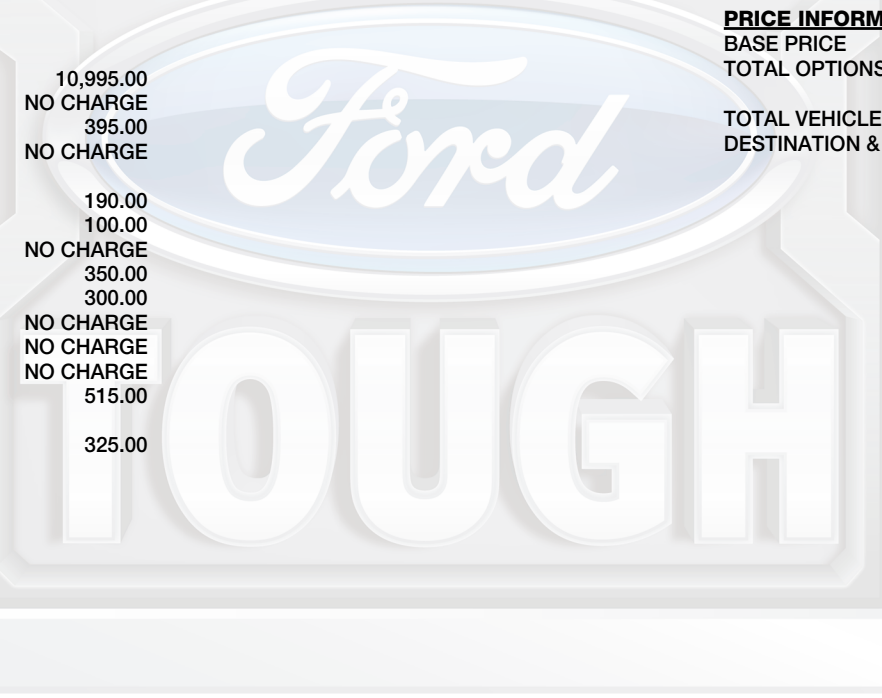 10,995.00
NO CHARGE
395.00
NO CHARGE
190.00
100.00
NO CHARGE
350.00
300.00
NO CHARGE
NO CHARGE
NO CHARGE
515.00
325.00
PRICE INFORM
BASE PRICE
TOTAL OPTIONS
TOTAL VEHICLE
DESTINATION &
Ford
TOUGH